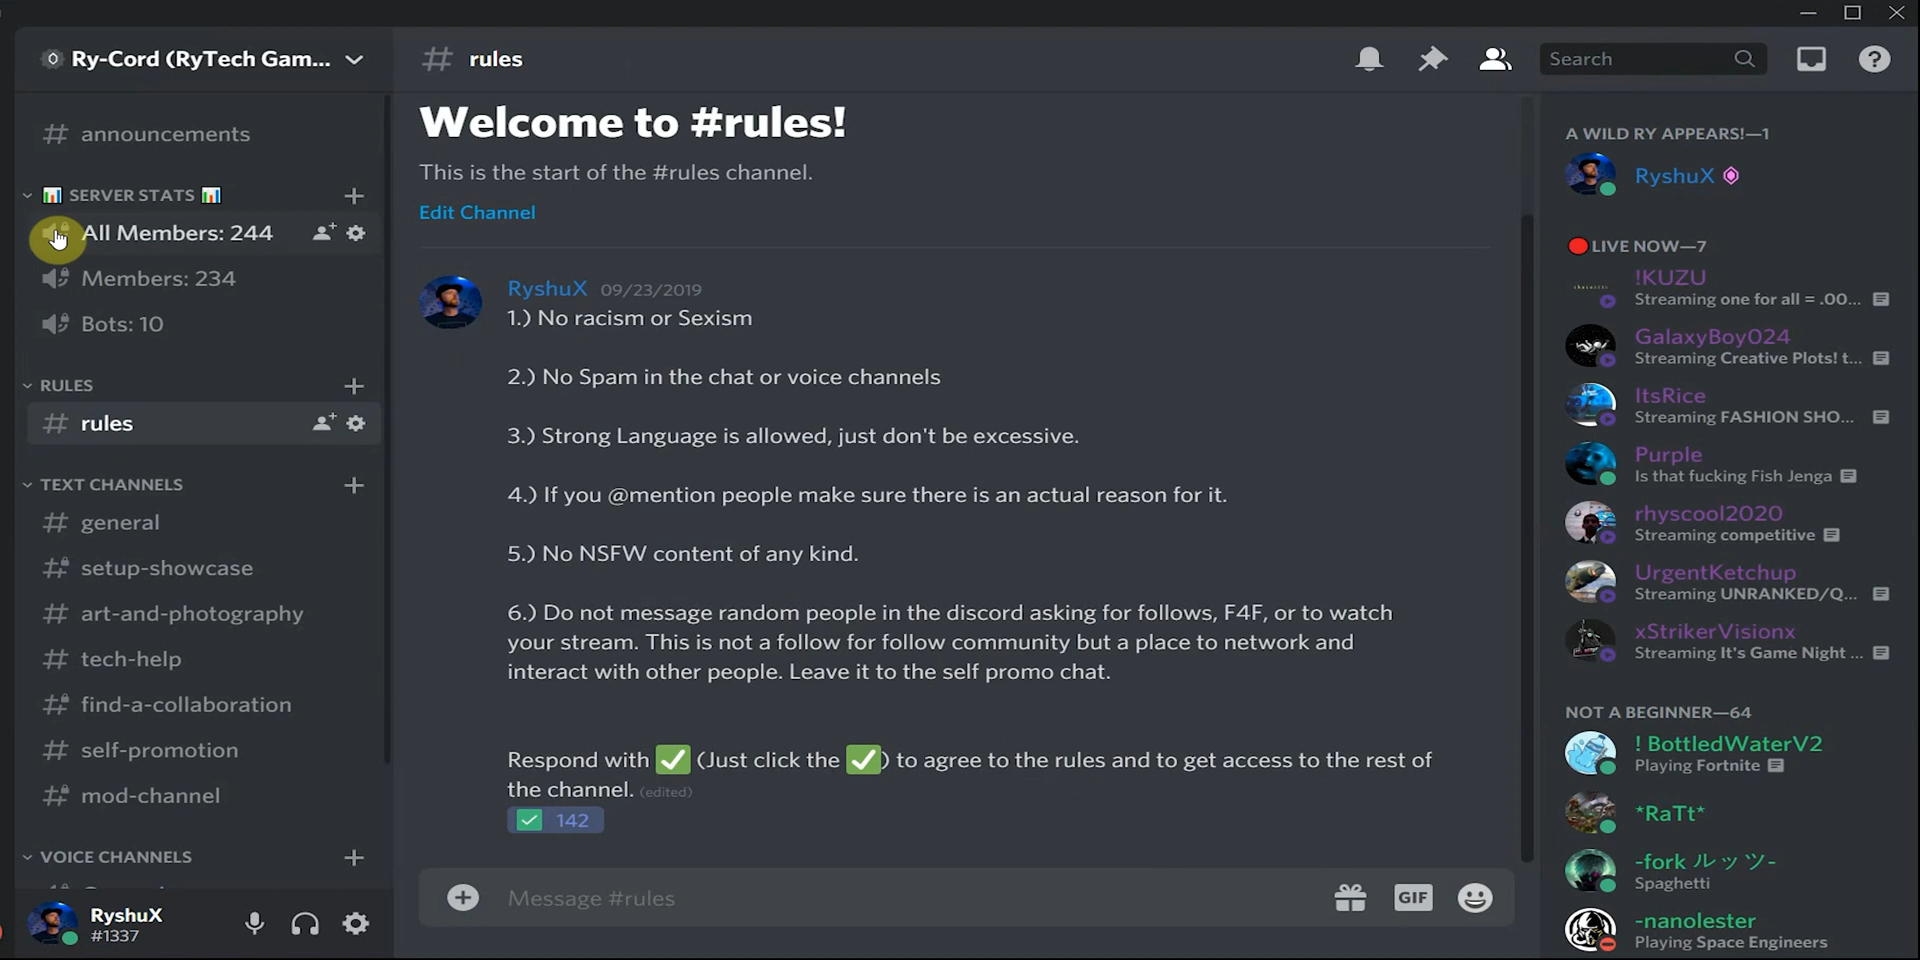 Ry-Cord (RyTech Gam...
announcements
SERVER STATS
All Members: 244
Members: 234
Bots: 10
RULES
rules
TEXT CHANNELS
general
setup-showcase
art-and-photography
tech-help
find-a-collaboration
self-promotion
mod-channel
VOICE CHANNELS
RyshuX
#1337
rules
Search
Welcome to #rules!
This is the start of the #rules channel.
Edit Channel
RyshuX 09/23/2019
1.) No racism or Sexism
2.) No Spam in the chat or voice channels
3.) Strong Language is allowed, just don't be excessive.
4.) If you @mention people make sure there is an actual reason for it.
5.) No NSFW content of any kind.
6.) Do not message random people in the discord asking for follows, F4F, or to watch
your stream. This is not a follow for follow community but a place to network and
interact with other people. Leave it to the self promo chat.
Respond with ✅ (Just click the ✅) to agree to the rules and to get access to the rest of
the channel. (edited)
142
Message #rules
GIF
A WILD RY APPEARS!—1
RyshuX
LIVE NOW—7
!KUZU
Streaming one for all = .00...
GalaxyBoy024
Streaming Creative Plots! t...
ItsRice
Streaming FASHION SHO...
Purple
Is that fucking Fish Jenga
rhyscool2020
Streaming competitive
UrgentKetchup
Streaming UNRANKED/Q...
xStrikerVisionx
Streaming It's Game Night ...
NOT A BEGINNER—64
! BottledWaterV2
Playing Fortnite
*RaTt*
-fork ルッツ-
Spaghetti
-nanolester
Playing Space Engineers